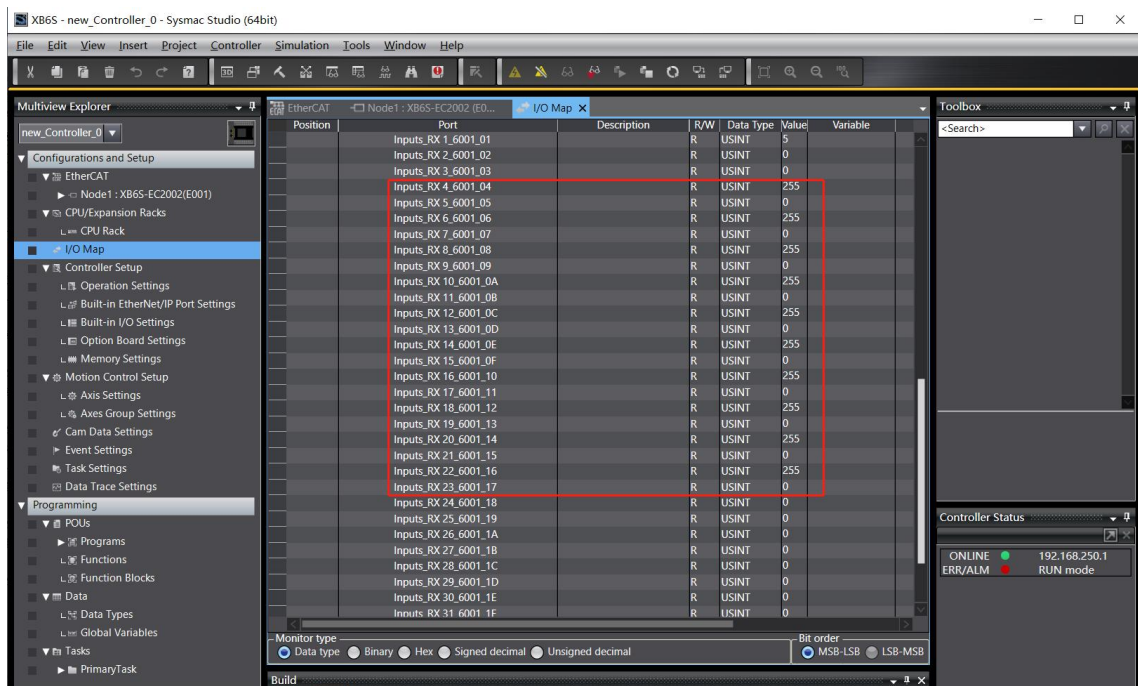 XB6S - new_Controller_0 - Sysmac Studio (64bit)
File Edit View Insert Project Controller Simulation Tools Window Help
Multiview Explorer
new_Controller_0
Configurations and Setup
EtherCAT
Node1 : XB6S-EC2002(E001)
CPU/Expansion Racks
CPU Rack
I/O Map
Controller Setup
Operation Settings
Built-in EtherNet/IP Port Settings
Built-in I/O Settings
Option Board Settings
Memory Settings
Motion Control Setup
Axis Settings
Axes Group Settings
Cam Data Settings
Event Settings
Task Settings
Data Trace Settings
Programming
POUs
Programs
Functions
Function Blocks
Data
Data Types
Global Variables
Tasks
PrimaryTask
EtherCAT Node1 : XB6S-EC2002 (E0... I/O Map
Position Port Description R/W Data Type Value Variable
Inputs_RX 1_6001_01 R USINT 5
Inputs_RX 2_6001_02 R USINT 0
Inputs_RX 3_6001_03 R USINT 0
Inputs_RX 4_6001_04 R USINT 255
Inputs_RX 5_6001_05 R USINT 0
Inputs_RX 6_6001_06 R USINT 255
Inputs_RX 7_6001_07 R USINT 0
Inputs_RX 8_6001_08 R USINT 255
Inputs_RX 9_6001_09 R USINT 0
Inputs_RX 10_6001_0A R USINT 255
Inputs_RX 11_6001_0B R USINT 0
Inputs_RX 12_6001_0C R USINT 255
Inputs_RX 13_6001_0D R USINT 0
Inputs_RX 14_6001_0E R USINT 255
Inputs_RX 15_6001_0F R USINT 0
Inputs_RX 16_6001_10 R USINT 255
Inputs_RX 17_6001_11 R USINT 0
Inputs_RX 18_6001_12 R USINT 255
Inputs_RX 19_6001_13 R USINT 0
Inputs_RX 20_6001_14 R USINT 255
Inputs_RX 21_6001_15 R USINT 0
Inputs_RX 22_6001_16 R USINT 255
Inputs_RX 23_6001_17 R USINT 0
Inputs_RX 24_6001_18 R USINT 0
Inputs_RX 25_6001_19 R USINT 0
Inputs_RX 26_6001_1A R USINT 0
Inputs_RX 27_6001_1B R USINT 0
Inputs_RX 28_6001_1C R USINT 0
Inputs_RX 29_6001_1D R USINT 0
Inputs_RX 30_6001_1E R USINT 0
Inputs_RX 31_6001_1F R USINT 0
Monitor type
Data type Binary Hex Signed decimal Unsigned decimal
Bit order
MSB-LSB LSB-MSB
Build
Toolbox
<Search>
Controller Status
ONLINE 192.168.250.1
ERR/ALM RUN mode